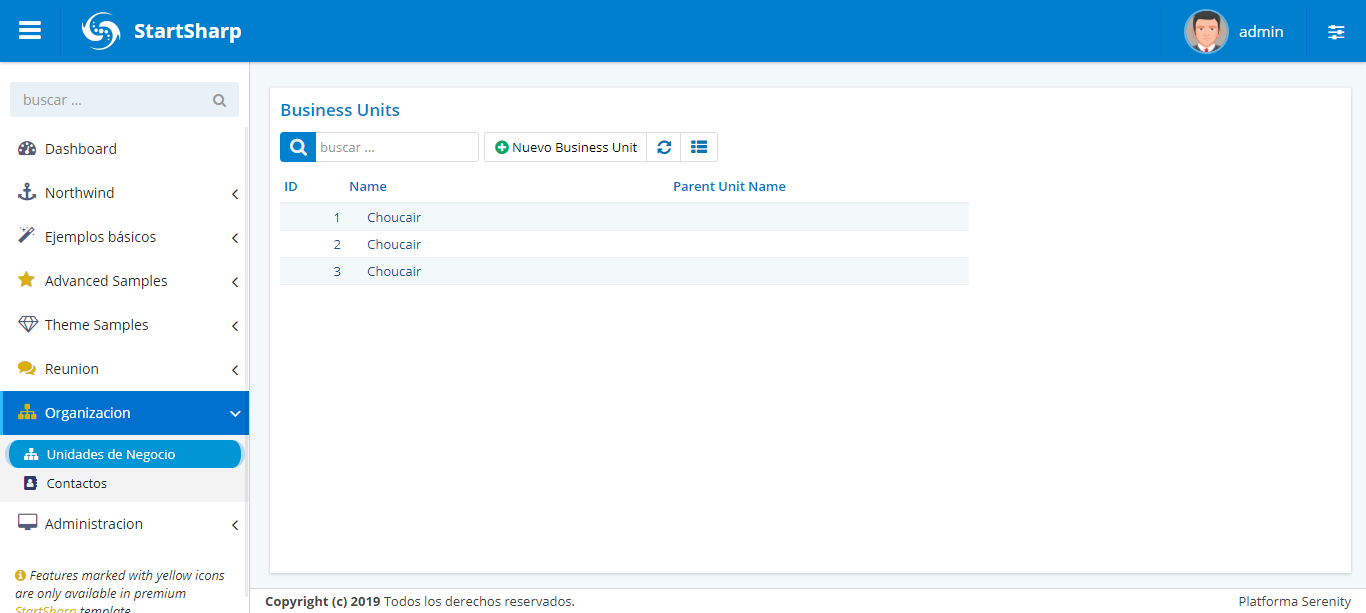 StartSharp
admin
buscar ...
Dashboard
Northwind
Ejemplos básicos
Advanced Samples
Theme Samples
Reunion
Organizacion
Unidades de Negocio
Contactos
Administracion
Features marked with yellow icons
are only available in premium
StartSharp template
Business Units
buscar ...
Nuevo Business Unit
ID Name Parent Unit Name
1 Choucair
2 Choucair
3 Choucair
Copyright (c) 2019 Todos los derechos reservados.
Platforma Serenity